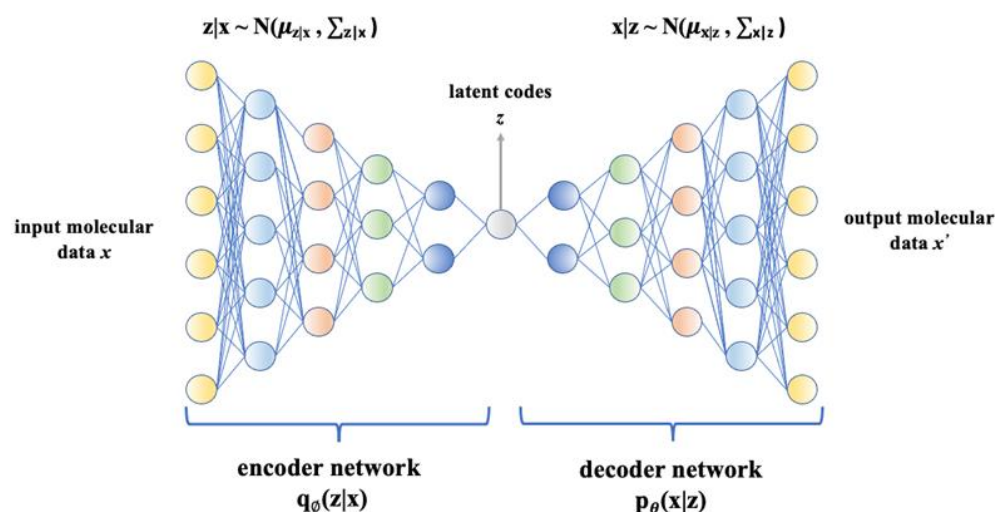 z|x ~ N(μz|x , ∑z|x )
x|z ~ N(μx|z , ∑x|z )
latent codes
z
input molecular
data x
output molecular
data x'
encoder network
qø(z|x)
decoder network
pθ(x|z)